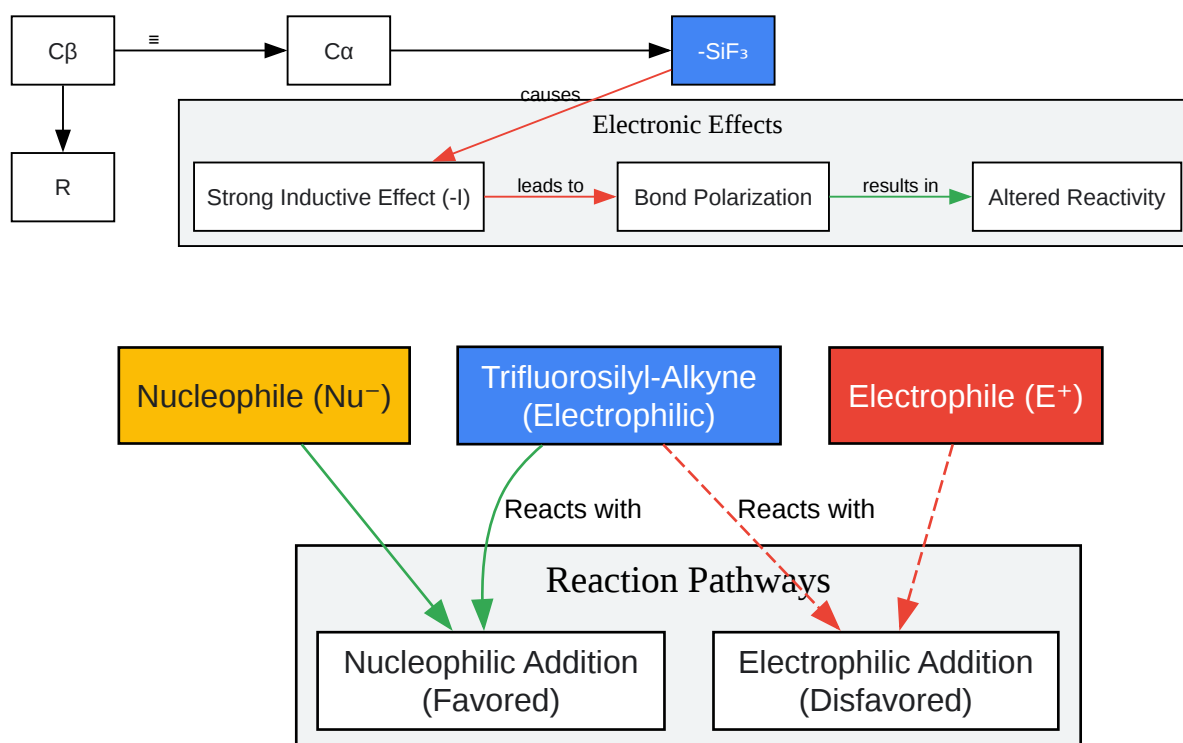 Cβ
≡
Cα
-SiF₃
causes
R
Electronic Effects
Strong Inductive Effect (-I)
leads to
Bond Polarization
results in
Altered Reactivity
Nucleophile (Nu⁻)
Trifluorosilyl-Alkyne
(Electrophilic)
Electrophile (E⁺)
Reacts with
Reacts with
Reaction Pathways
Nucleophilic Addition
(Favored)
Electrophilic Addition
(Disfavored)